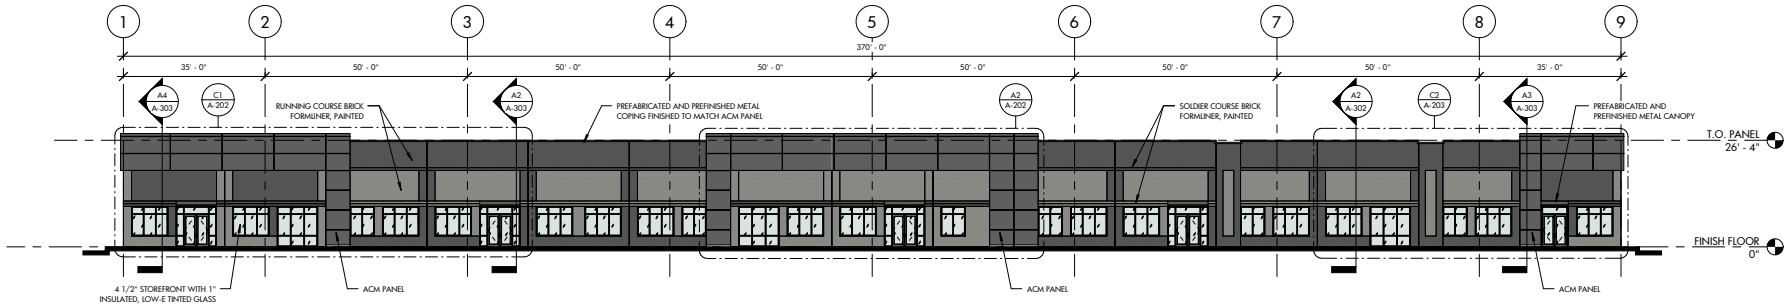 1 2 3 4 5 6 7 8 9
370' - 0"
35' - 0" 50' - 0" 50' - 0" 50' - 0" 50' - 0" 50' - 0" 50' - 0" 35' - 0"
A4
A-303
C1
A-202
RUNNING COURSE BRICK
FORMLINER, PAINTED
A2
A-303
PREFABRICATED AND PREFINISHED METAL
COPING FINISHED TO MATCH ACM PANEL
A2
A-202
SOLDIER COURSE BRICK
FORMLINER, PAINTED
A2
A-302
C2
A-203
A3
A-303
PREFABRICATED AND
PREFINISHED METAL CANOPY
T.O. PANEL
26' - 4"
FINISH FLOOR
0"
4 1/2" STOREFRONT WITH 1"
INSULATED, LOW-E TINTED GLASS
ACM PANEL
ACM PANEL
ACM PANEL